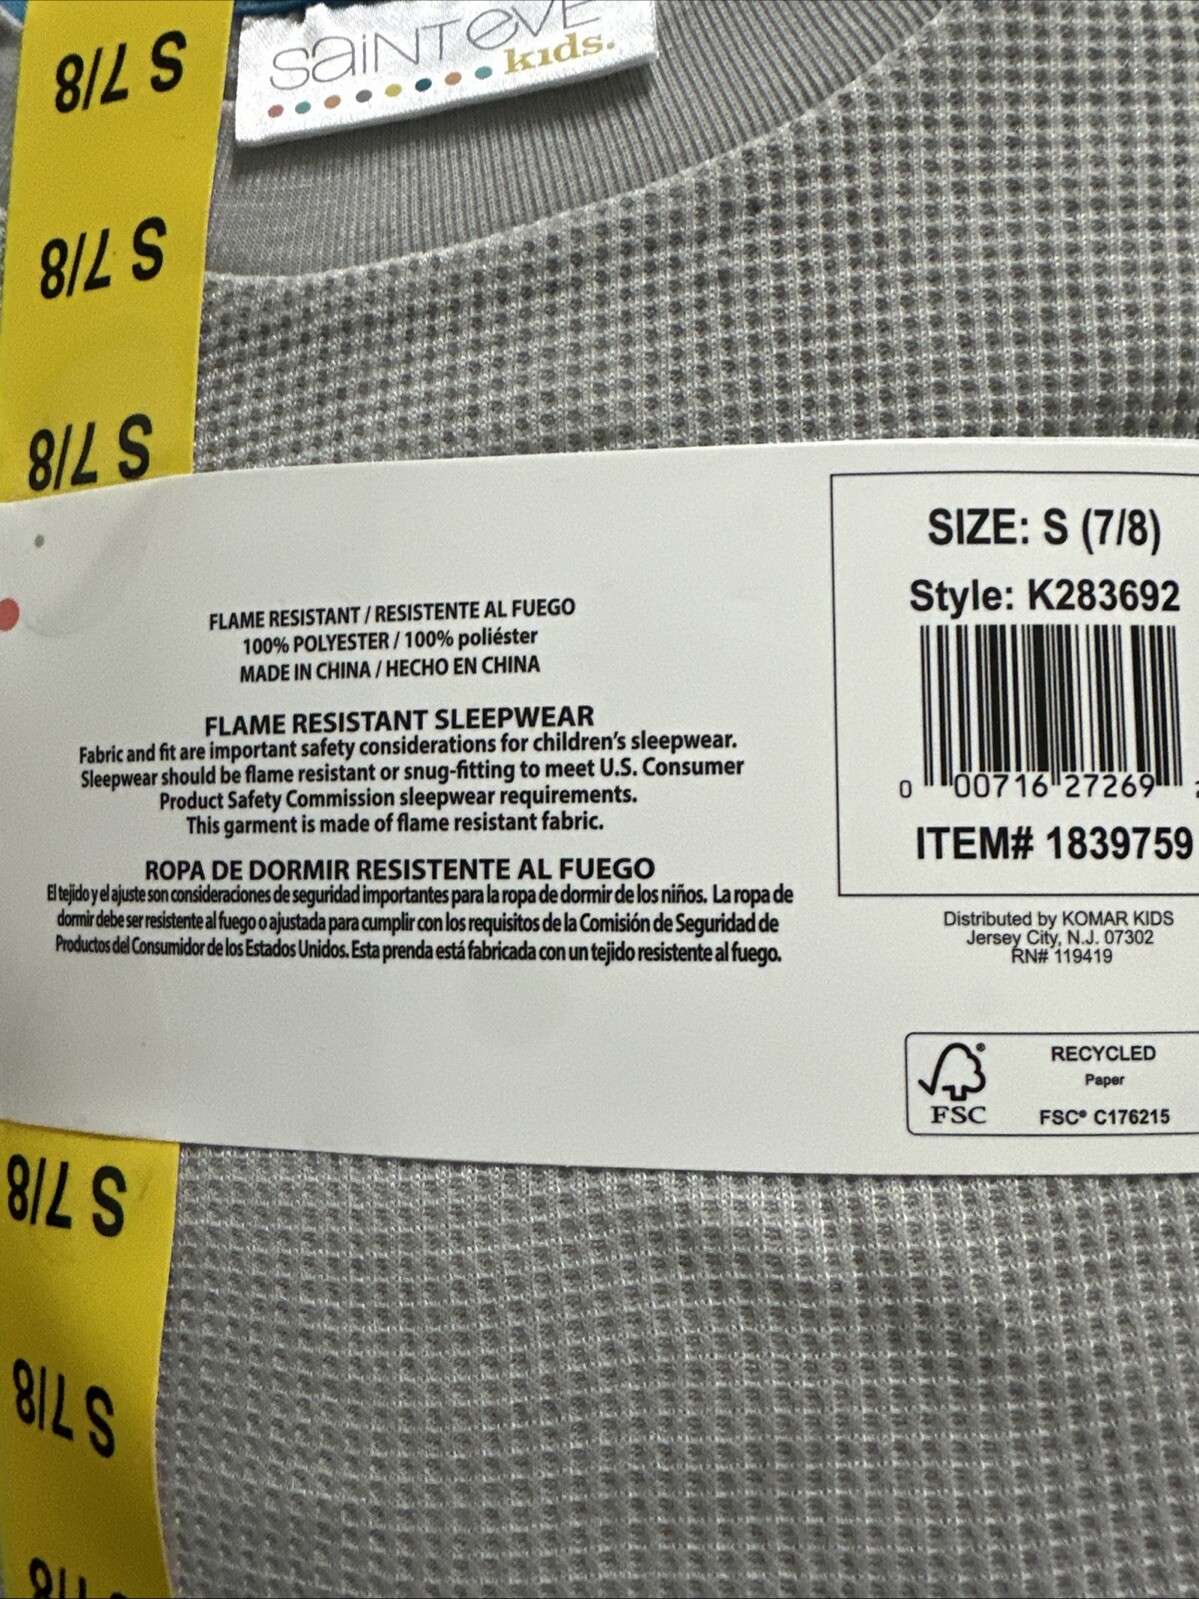 saiNT eVE
kids.
S 7/8
S 7/8
S 7/8
FLAME RESISTANT / RESISTENTE AL FUEGO
100% POLYESTER / 100% poliéster
MADE IN CHINA / HECHO EN CHINA
FLAME RESISTANT SLEEPWEAR
Fabric and fit are important safety considerations for children's sleepwear.
Sleepwear should be flame resistant or snug-fitting to meet U.S. Consumer
Product Safety Commission sleepwear requirements.
This garment is made of flame resistant fabric.
ROPA DE DORMIR RESISTENTE AL FUEGO
El tejido y el ajuste son consideraciones de seguridad importantes para la ropa de dormir de los niños. La ropa de
dormir debe ser resistente al fuego o ajustada para cumplir con los requisitos de la Comisión de Seguridad de
Productos del Consumidor de los Estados Unidos. Esta prenda está fabricada con un tejido resistente al fuego.
SIZE: S (7/8)
Style: K283692
0 00716 27269
ITEM# 1839759
Distributed by KOMAR KIDS
Jersey City, N.J. 07302
RN# 119419
FSC
RECYCLED
Paper
FSC® C176215
S 7/8
S 7/8